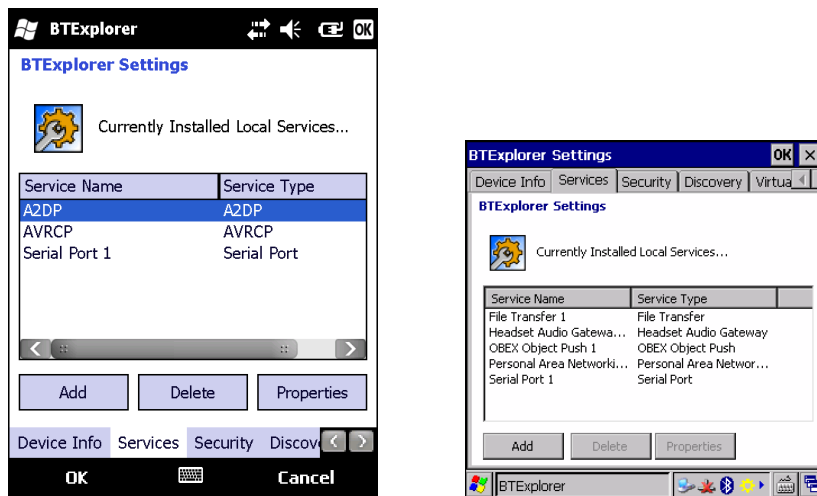 BTExplorer OK
BTExplorer Settings
Currently Installed Local Services...
Service Name Service Type
A2DP A2DP
AVRCP AVRCP
Serial Port 1 Serial Port
Add Delete Properties
Device Info Services Security Discov
OK Cancel
BTExplorer Settings OK
Device Info Services Security Discovery Virtua
BTExplorer Settings
Currently Installed Local Services...
Service Name Service Type
File Transfer 1 File Transfer
Headset Audio Gatewa... Headset Audio Gateway
OBEX Object Push 1 OBEX Object Push
Personal Area Networki... Personal Area Networ...
Serial Port 1 Serial Port
Add Delete Properties
BTExplorer